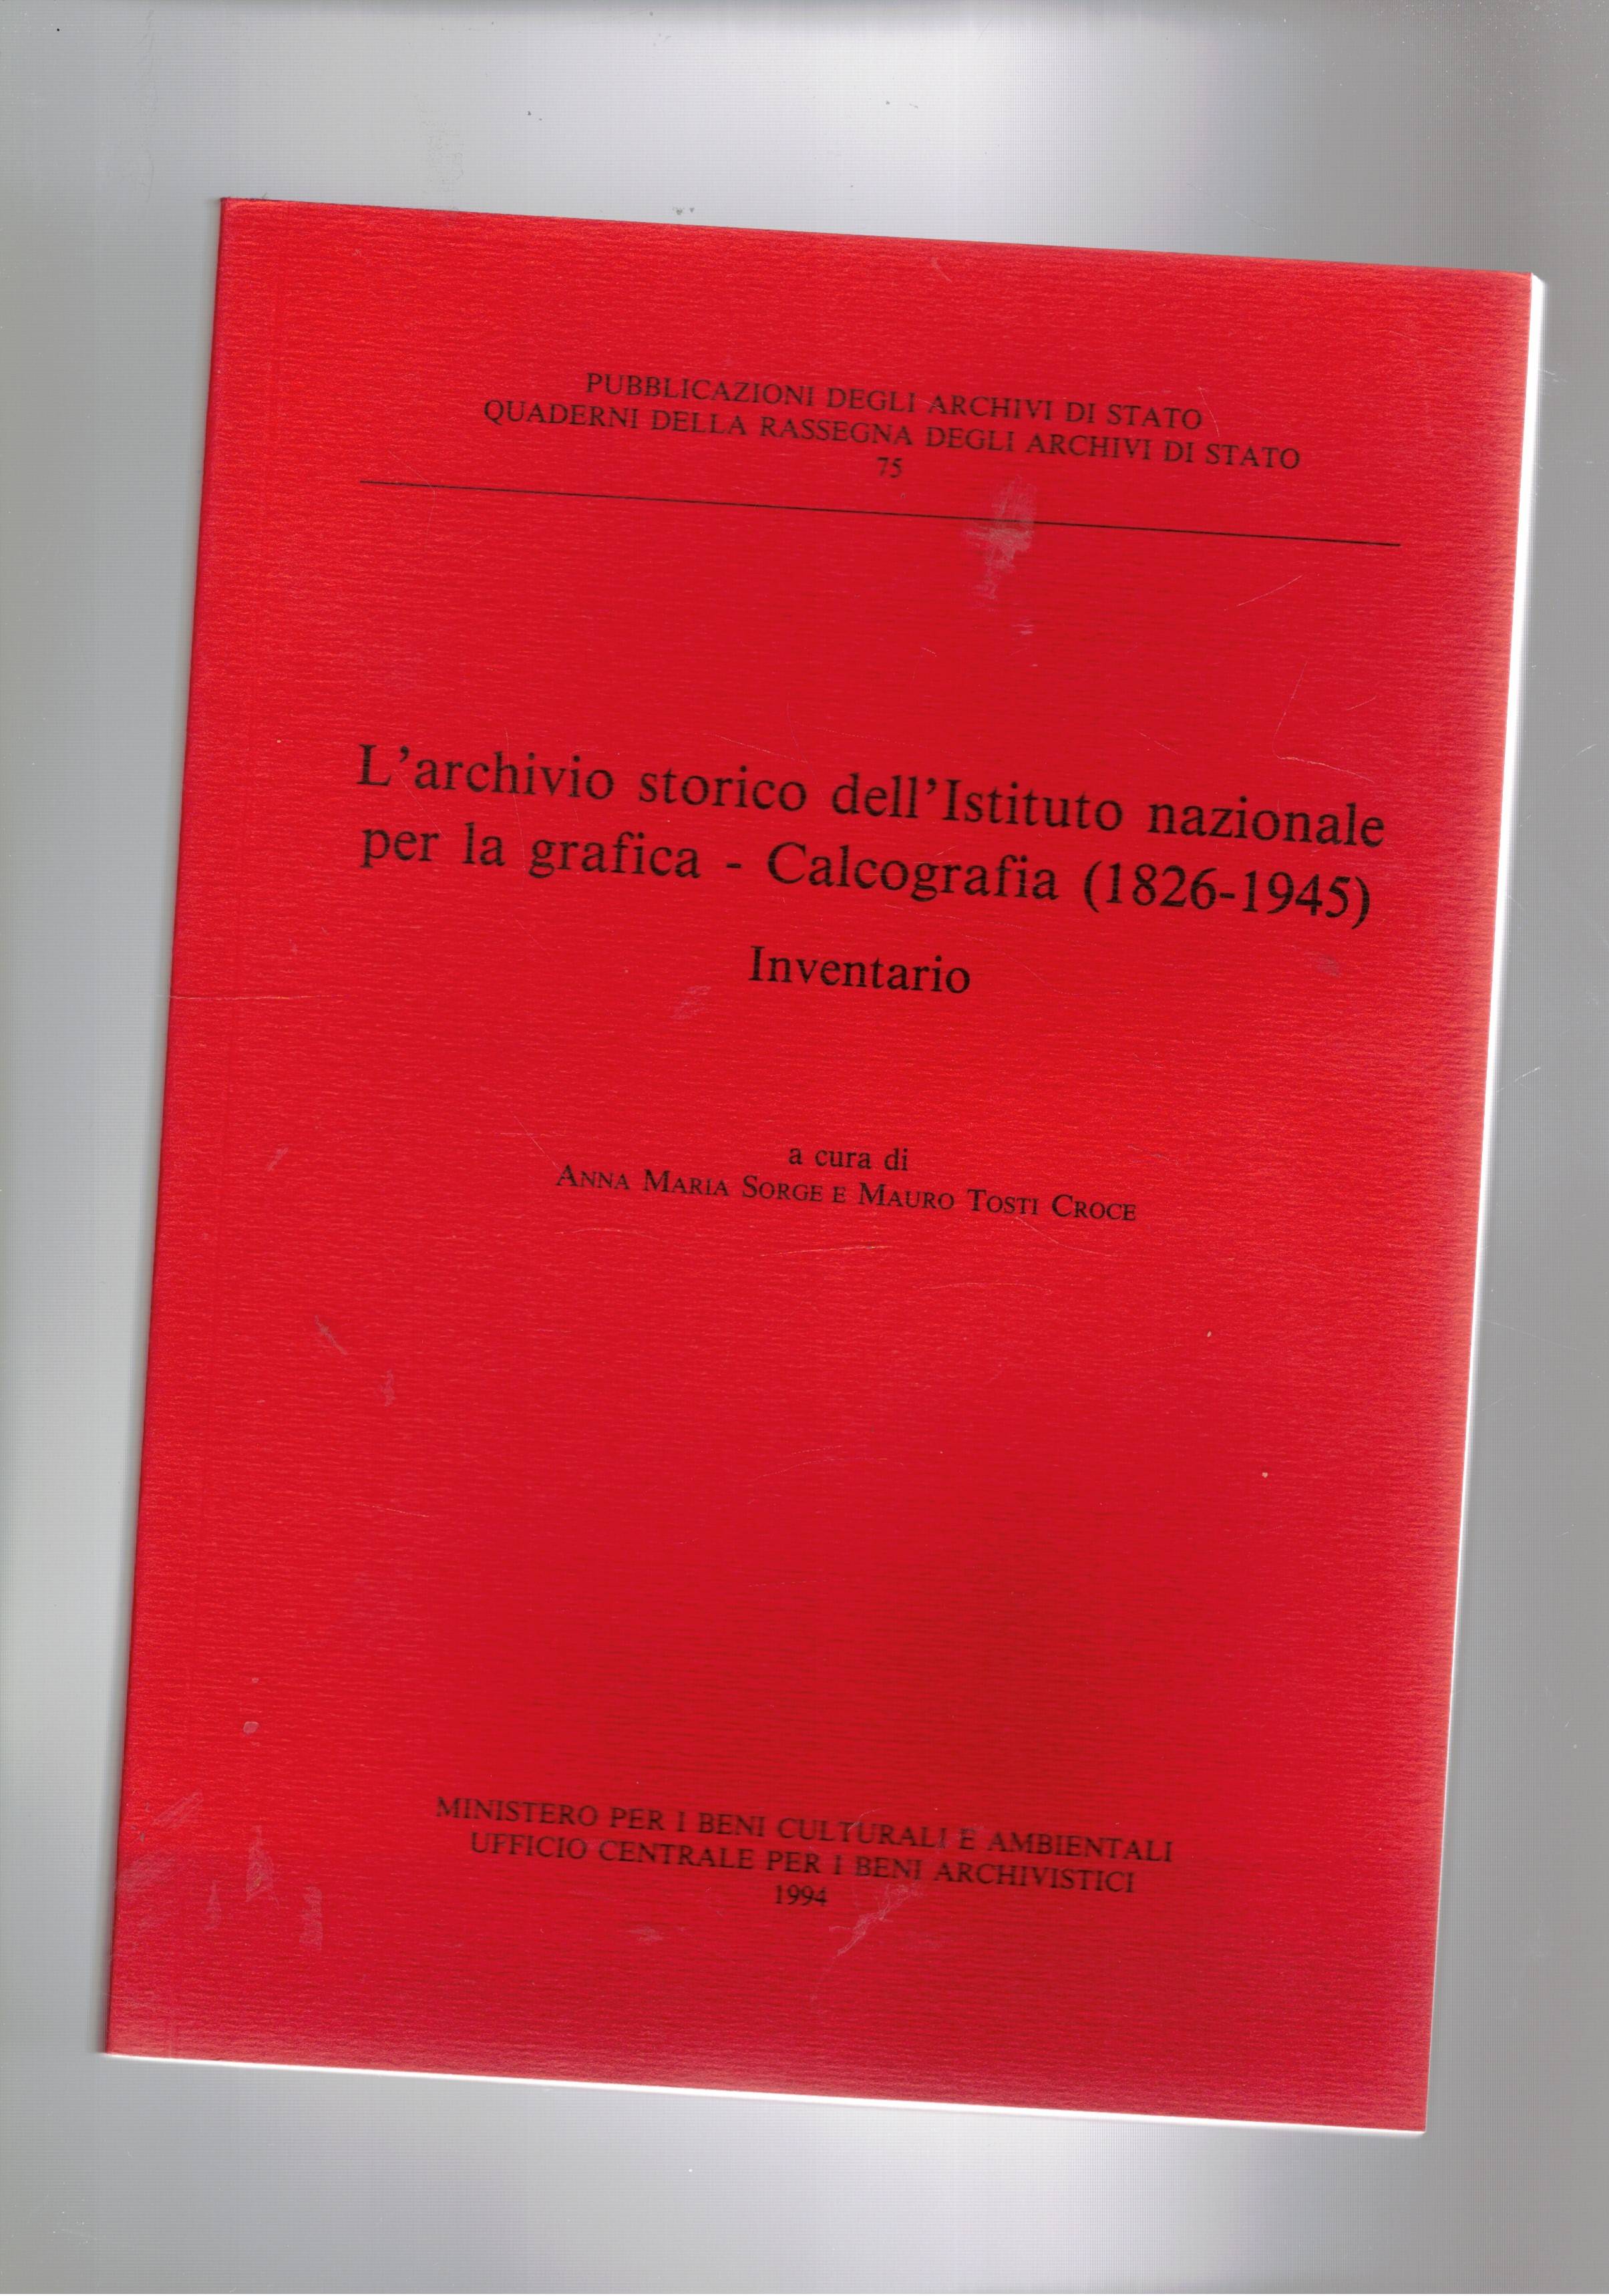 PUBBLICAZIONI DEGLI ARCHIVI DI STATO
QUADERNI DELLA RASSEGNA DEGLI ARCHIVI DI STATO
75
L'archivio storico dell'Istituto nazionale
per la grafica - Calcografia (1826-1945)
Inventario
a cura di
ANNA MARIA SORGE E MAURO TOSTI CROCE
MINISTERO PER I BENI CULTURALI E AMBIENTALI
UFFICIO CENTRALE PER I BENI ARCHIVISTICI
1994